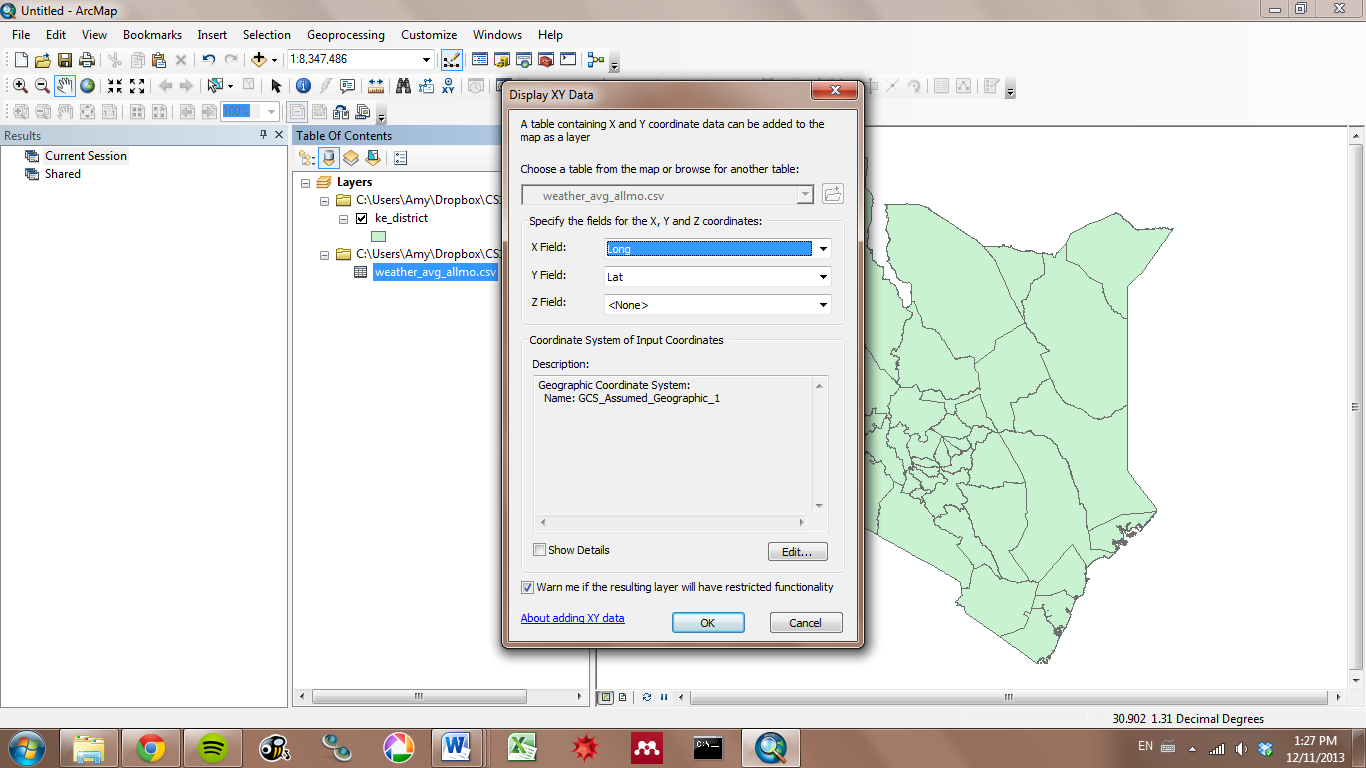 Untitled - ArcMap
File Edit View Bookmarks Insert Selection Geoprocessing Customize Windows Help
1:8,347,486
100%
Results
Current Session
Shared
Table Of Contents
Layers
C:\Users\Amy\Dropbox\CS
ke_district
C:\Users\Amy\Dropbox\CS
weather_avg_allmo.csv
Display XY Data
A table containing X and Y coordinate data can be added to the
map as a layer
Choose a table from the map or browse for another table:
weather_avg_allmo.csv
Specify the fields for the X, Y and Z coordinates:
X Field: Long
Y Field: Lat
Z Field: <None>
Coordinate System of Input Coordinates
Description:
Geographic Coordinate System:
Name: GCS_Assumed_Geographic_1
Show Details
Edit...
Warn me if the resulting layer will have restricted functionality
About adding XY data
OK
Cancel
30.902 1.31 Decimal Degrees
EN
1:27 PM
12/11/2013